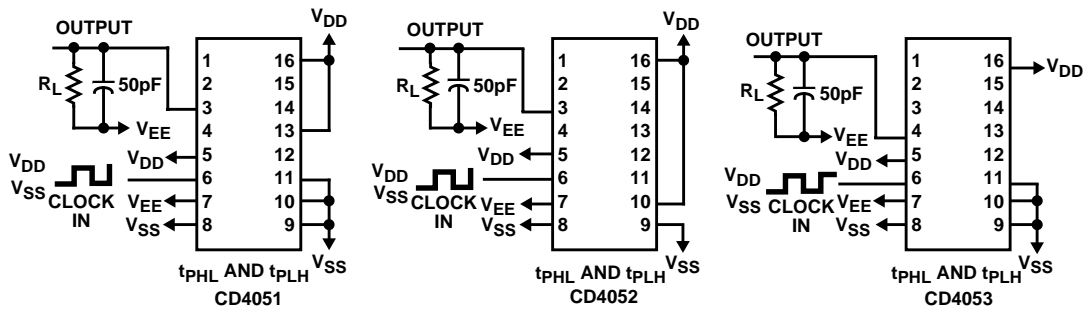 OUTPUT
R_L
50pF
V_EE
V_DD
V_SS
CLOCK
IN
V_DD
V_EE
V_SS
1 16
2 15
3 14
4 13
5 12
6 11
7 10
8 9
V_DD
V_SS
t_PHL AND t_PLH
CD4051
OUTPUT
R_L
50pF
V_EE
V_DD
V_SS
CLOCK
IN
V_DD
V_EE
V_SS
1 16
2 15
3 14
4 13
5 12
6 11
7 10
8 9
V_DD
V_SS
t_PHL AND t_PLH
CD4052
OUTPUT
R_L
50pF
V_EE
V_DD
V_SS
CLOCK
IN
V_DD
V_EE
V_SS
1 16
2 15
3 14
4 13
5 12
6 11
7 10
8 9
V_DD
V_SS
t_PHL AND t_PLH
CD4053